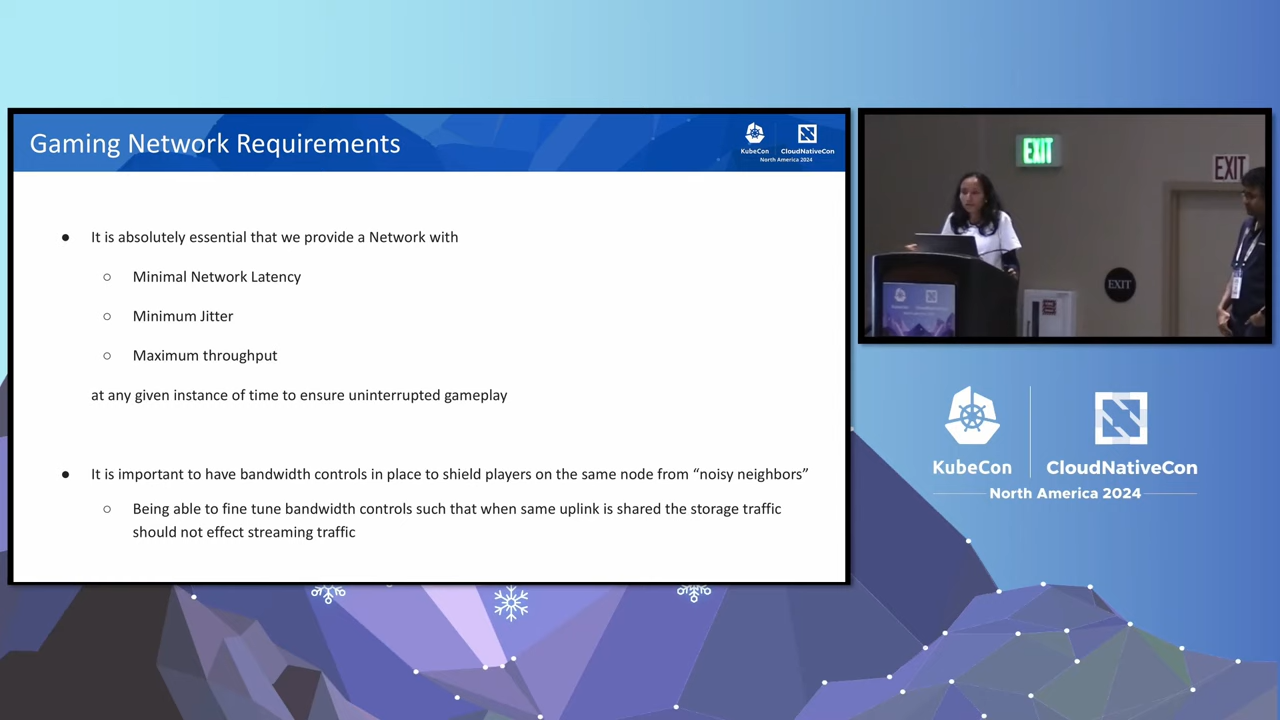 Gaming Network Requirements
KubeCon
CloudNativeCon
North America 2024
● It is absolutely essential that we provide a Network with
○ Minimal Network Latency
○ Minimum Jitter
○ Maximum throughput
at any given instance of time to ensure uninterrupted gameplay
● It is important to have bandwidth controls in place to shield players on the same node from “noisy neighbors”
○ Being able to fine tune bandwidth controls such that when same uplink is shared the storage traffic
should not effect streaming traffic
EXIT
EXIT
EXIT
KubeCon
CloudNativeCon
North America 2024